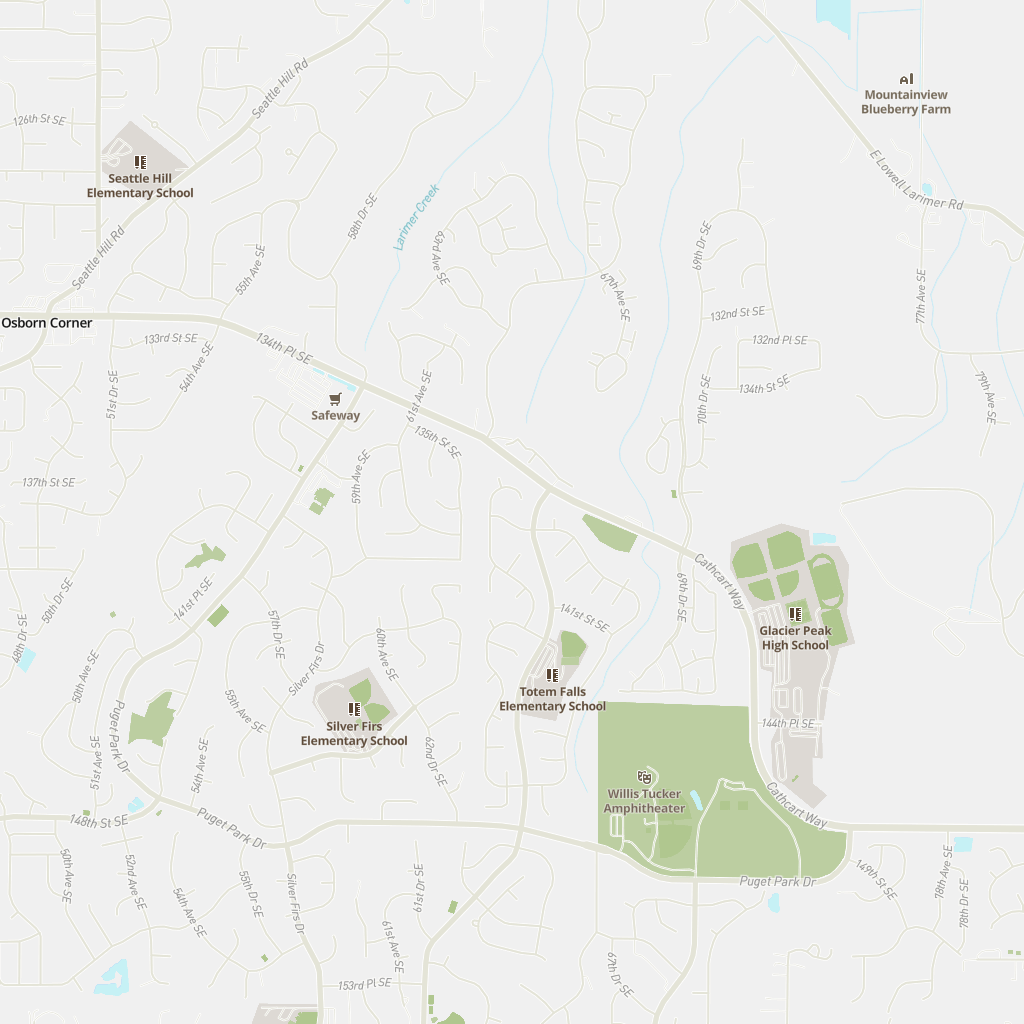 Seattle Hill Rd
Mountainview
Blueberry Farm
126th St SE
E Lowell Larimer Rd
Seattle Hill
Elementary School
Larimer Creek
58th Dr SE
Seattle Hill Rd
63rd Ave SE
69th Dr SE
55th Ave SE
67th Ave SE
77th Ave SE
132nd St SE
Osborn Corner
133rd St SE
134th Pl SE
132nd Pl SE
54th Ave SE
51st Dr SE
61st Ave SE
134th St SE
79th Ave SE
70th Dr SE
Safeway
135th St SE
137th St SE
59th Ave SE
Cathcart Way
50th Dr SE
141st Pl SE
69th Dr SE
141st St SE
48th Dr SE
57th Dr SE
60th Ave SE
Glacier Peak
High School
50th Ave SE
Silver Firs Dr
Totem Falls
Elementary School
55th Ave SE
Silver Firs
Elementary School
144th Pl SE
Puget Park Dr
51st Ave SE
54th Ave SE
62nd Dr SE
Willis Tucker
Amphitheater
Cathcart Way
148th St SE
Puget Park Dr
50th Ave SE
52nd Ave SE
54th Ave SE
55th Dr SE
Silver Firs Dr
61st Dr SE
Puget Park Dr
149th St SE
78th Ave SE
78th Dr SE
61st Ave SE
67th Dr SE
153rd Pl SE